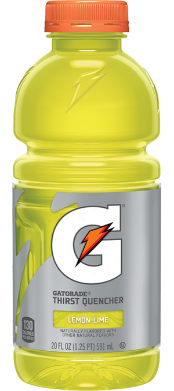 G
GATORADE®
THIRST QUENCHER
LEMON-LIME
NATURALLY FLAVORED WITH
OTHER NATURAL FLAVORS
130
20 FL OZ (1.25 PT) 591 mL